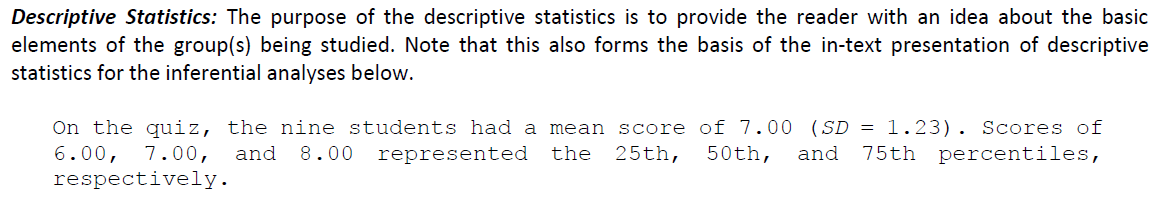 Descriptive Statistics: The purpose of the descriptive statistics is to provide the reader with an idea about the basic
elements of the group(s) being studied. Note that this also forms the basis of the in-text presentation of descriptive
statistics for the inferential analyses below.
On the quiz, the nine students had a mean score of 7.00 (SD = 1.23). Scores of
6.00, 7.00, and 8.00 represented the 25th, 50th, and 75th percentiles,
respectively.